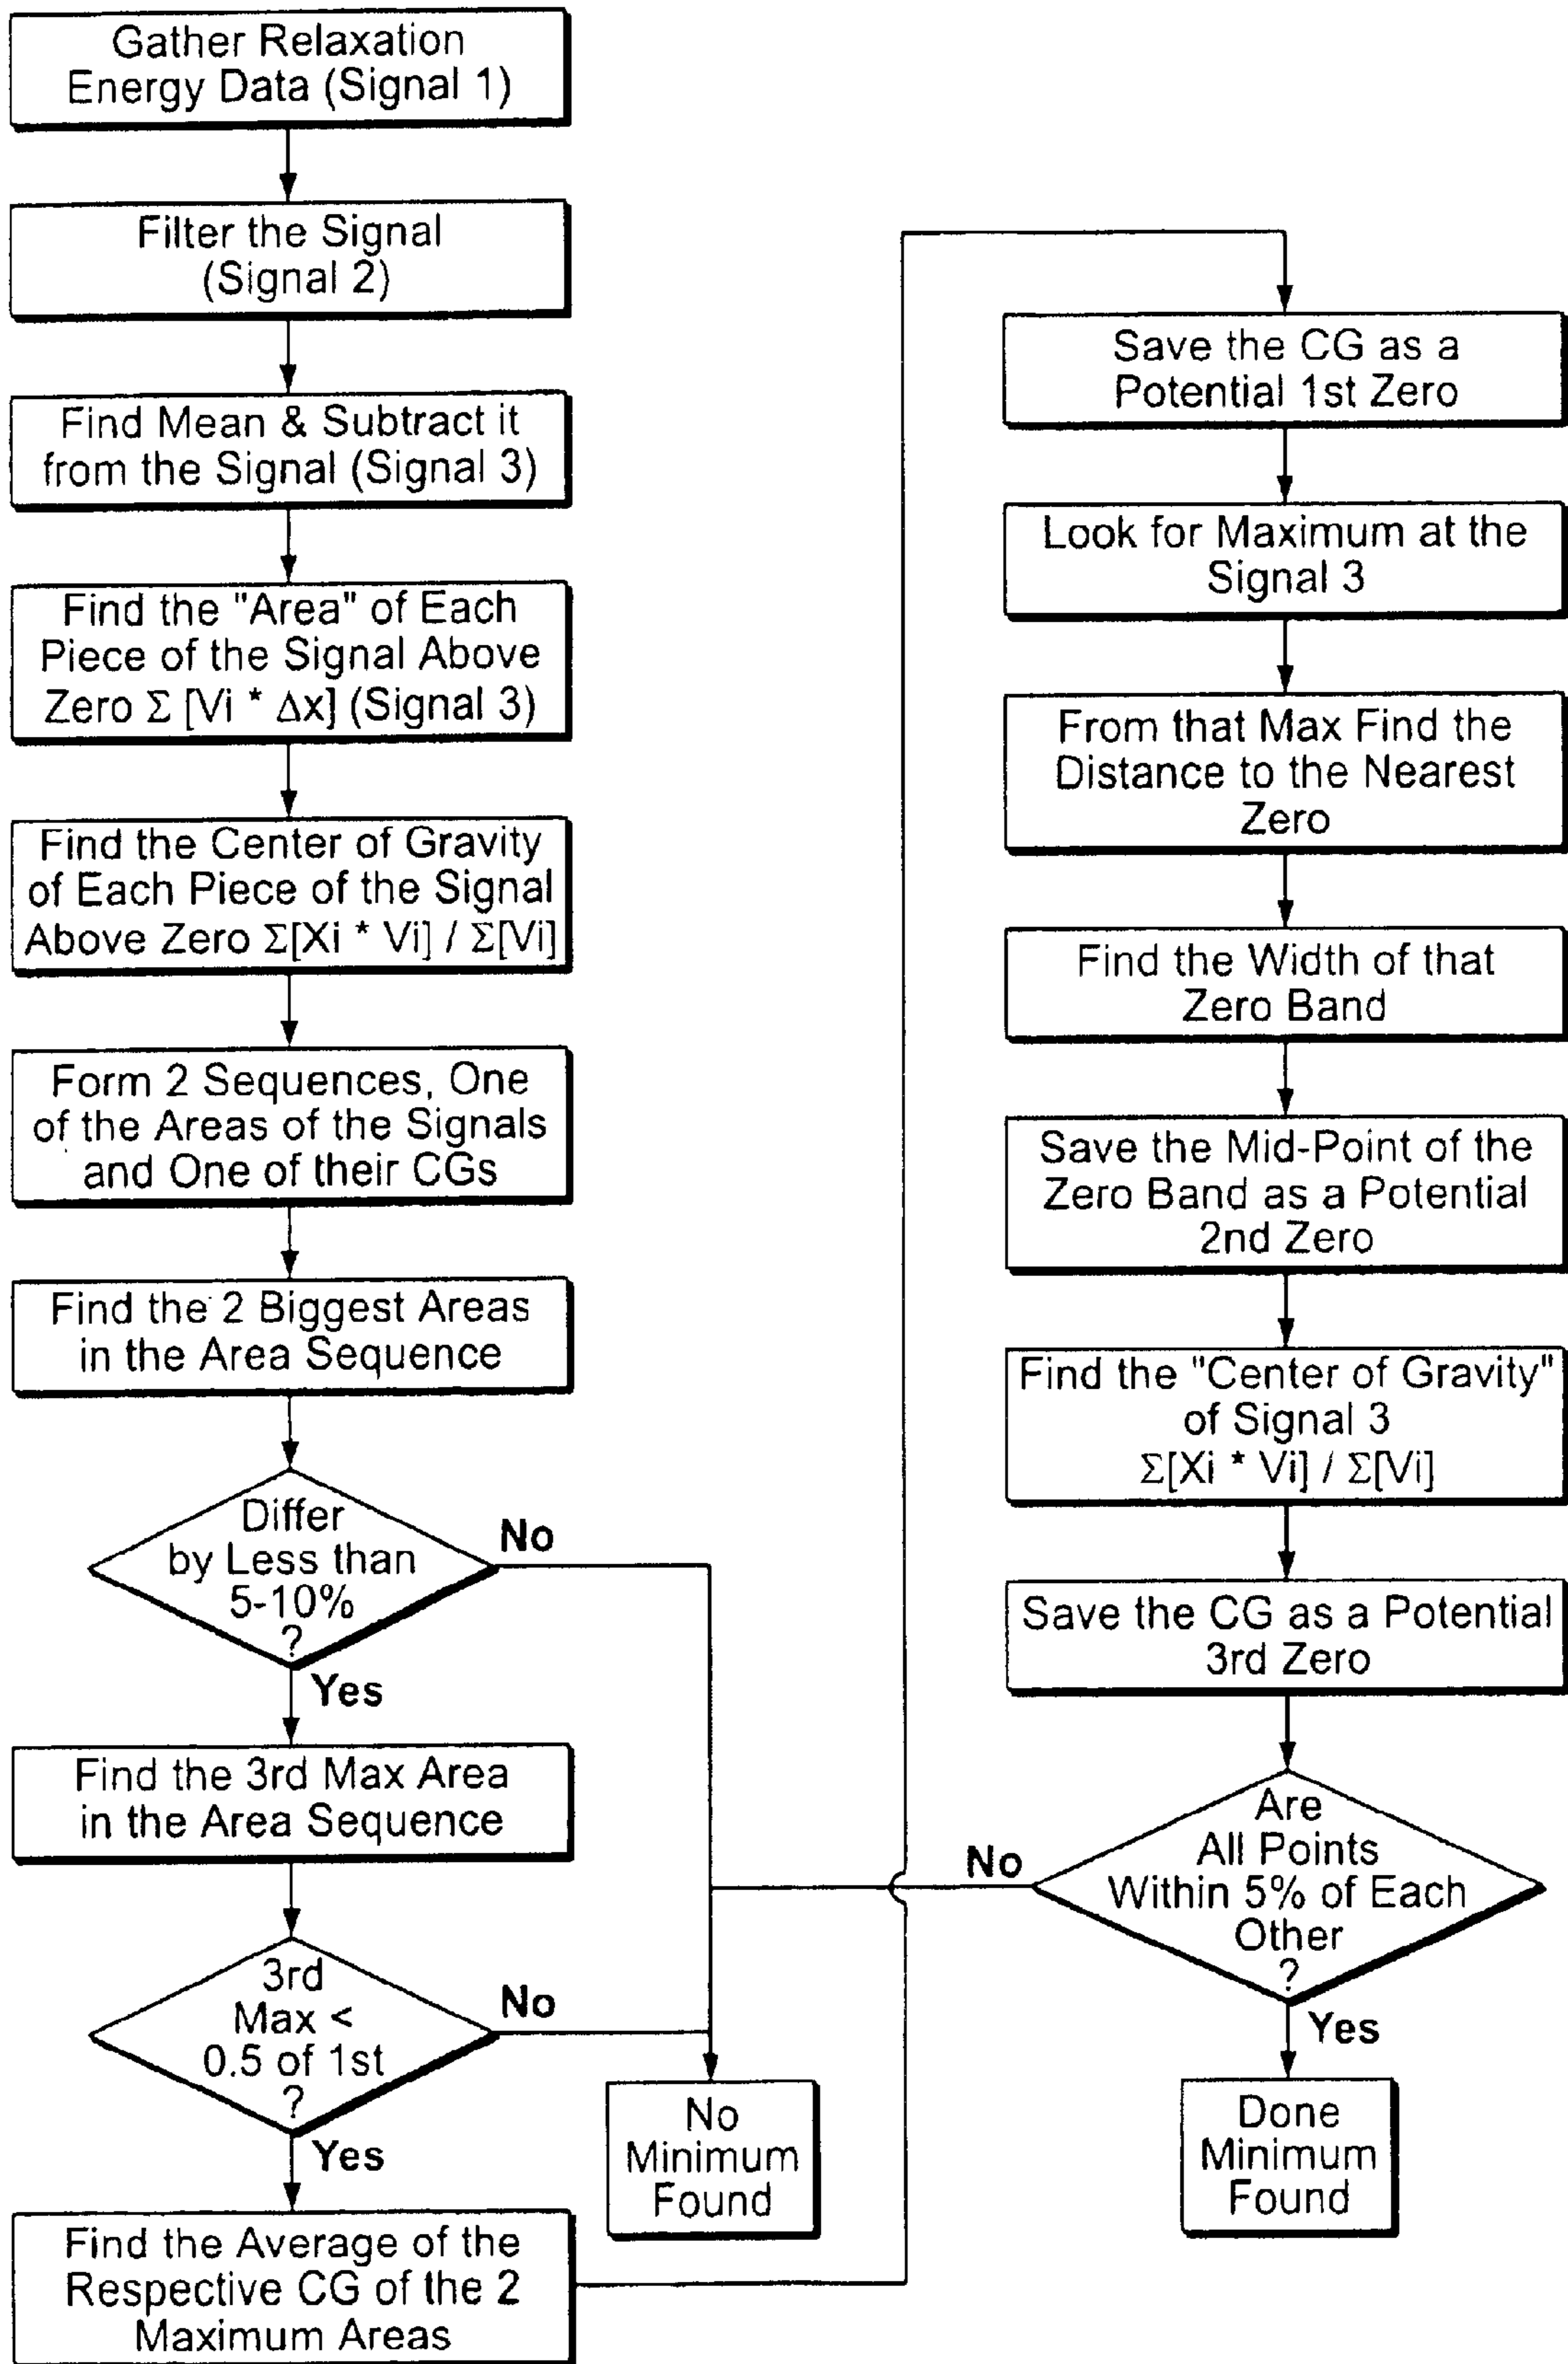 Gather Relaxation
Energy Data (Signal 1)
Filter the Signal
(Signal 2)
Find Mean & Subtract it
from the Signal (Signal 3)
Find the "Area" of Each
Piece of the Signal Above
Zero Σ [Vi * Δx] (Signal 3)
Find the Center of Gravity
of Each Piece of the Signal
Above Zero Σ[Xi * Vi] / Σ[Vi]
Form 2 Sequences, One
of the Areas of the Signals
and One of their CGs
Find the 2 Biggest Areas
in the Area Sequence
Differ
by Less than
5-10%
?
No
Yes
Find the 3rd Max Area
in the Area Sequence
3rd
Max <
0.5 of 1st
?
No
Yes
Find the Average of the
Respective CG of the 2
Maximum Areas
No
Minimum
Found
Save the CG as a
Potential 1st Zero
Look for Maximum at the
Signal 3
From that Max Find the
Distance to the Nearest
Zero
Find the Width of that
Zero Band
Save the Mid-Point of the
Zero Band as a Potential
2nd Zero
Find the "Center of Gravity"
of Signal 3
Σ[Xi * Vi] / Σ[Vi]
Save the CG as a Potential
3rd Zero
Are
All Points
Within 5% of Each
Other
?
No
Yes
Done
Minimum
Found